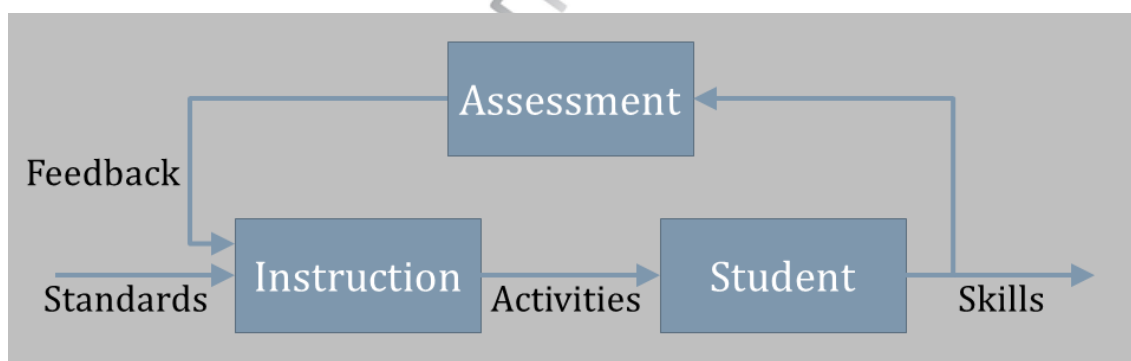 Assessment
Feedback
Instruction
Student
Standards
Activities
Skills